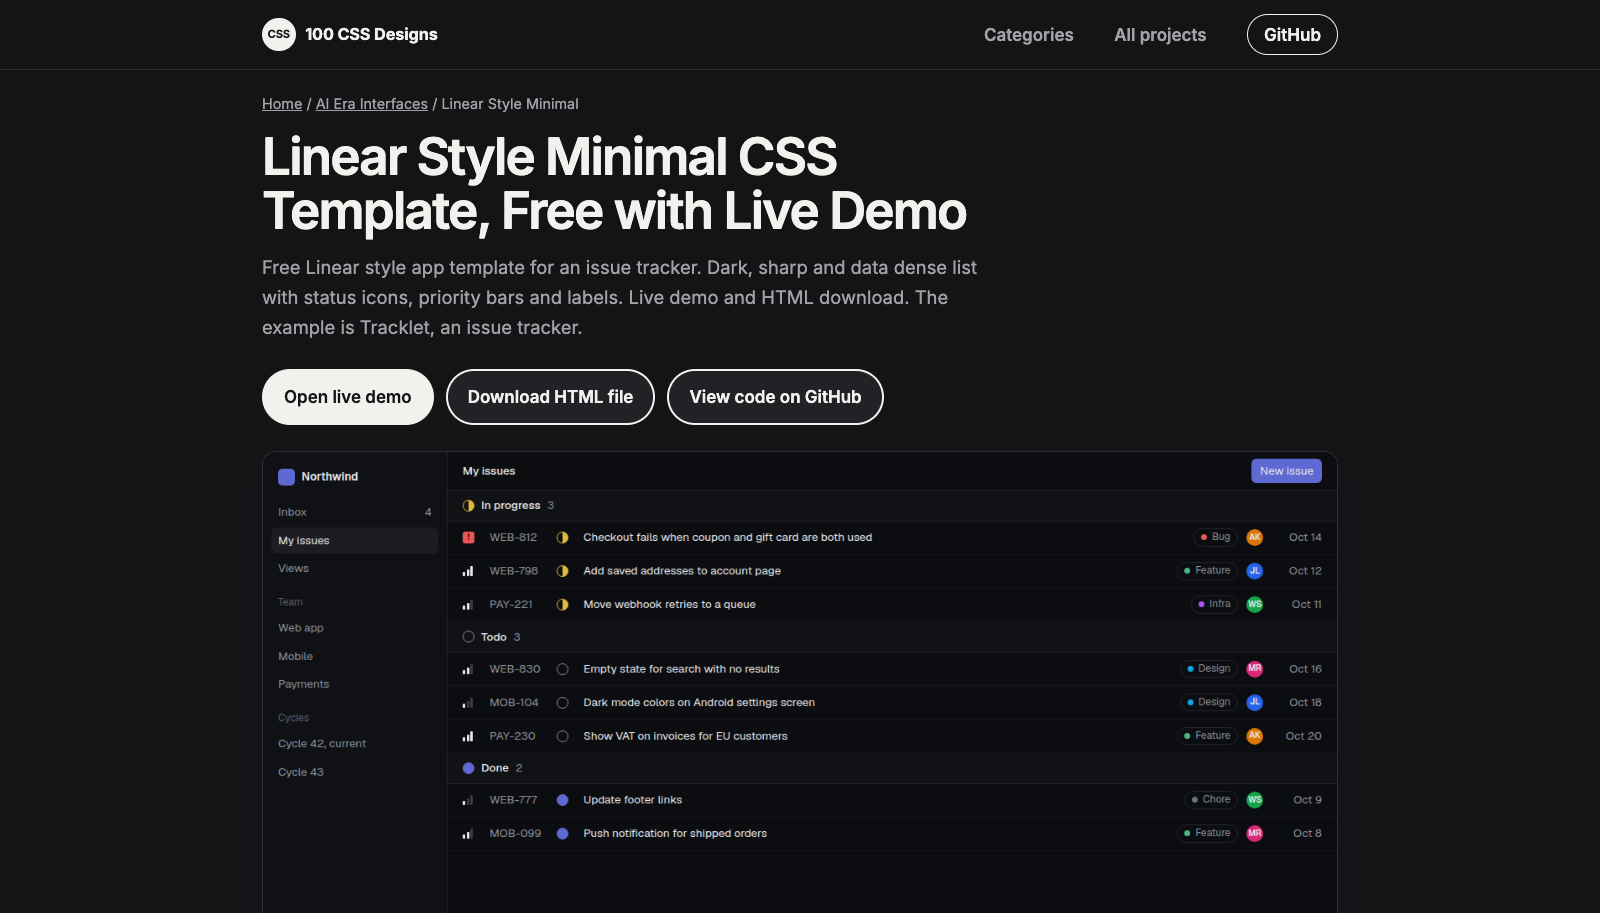 CSS 100 CSS Designs
Categories
All projects
GitHub
Home / AI Era Interfaces / Linear Style Minimal
Linear Style Minimal CSS
Template, Free with Live Demo
Free Linear style app template for an issue tracker. Dark, sharp and data dense list
with status icons, priority bars and labels. Live demo and HTML download. The
example is Tracklet, an issue tracker.
Open live demo
Download HTML file
View code on GitHub
Northwind
Inbox 4
My issues
Views
Team
Web app
Mobile
Payments
Cycles
Cycle 42, current
Cycle 43
My issues
New issue
In progress 3
! WEB-812 Checkout fails when coupon and gift card are both used Bug AK Oct 14
WEB-798 Add saved addresses to account page Feature JL Oct 12
PAY-221 Move webhook retries to a queue Infra WS Oct 11
Todo 3
WEB-830 Empty state for search with no results Design MR Oct 16
MOB-104 Dark mode colors on Android settings screen Design JL Oct 18
PAY-230 Show VAT on invoices for EU customers Feature AK Oct 20
Done 2
WEB-777 Update footer links Chore WS Oct 9
MOB-099 Push notification for shipped orders Feature MR Oct 8